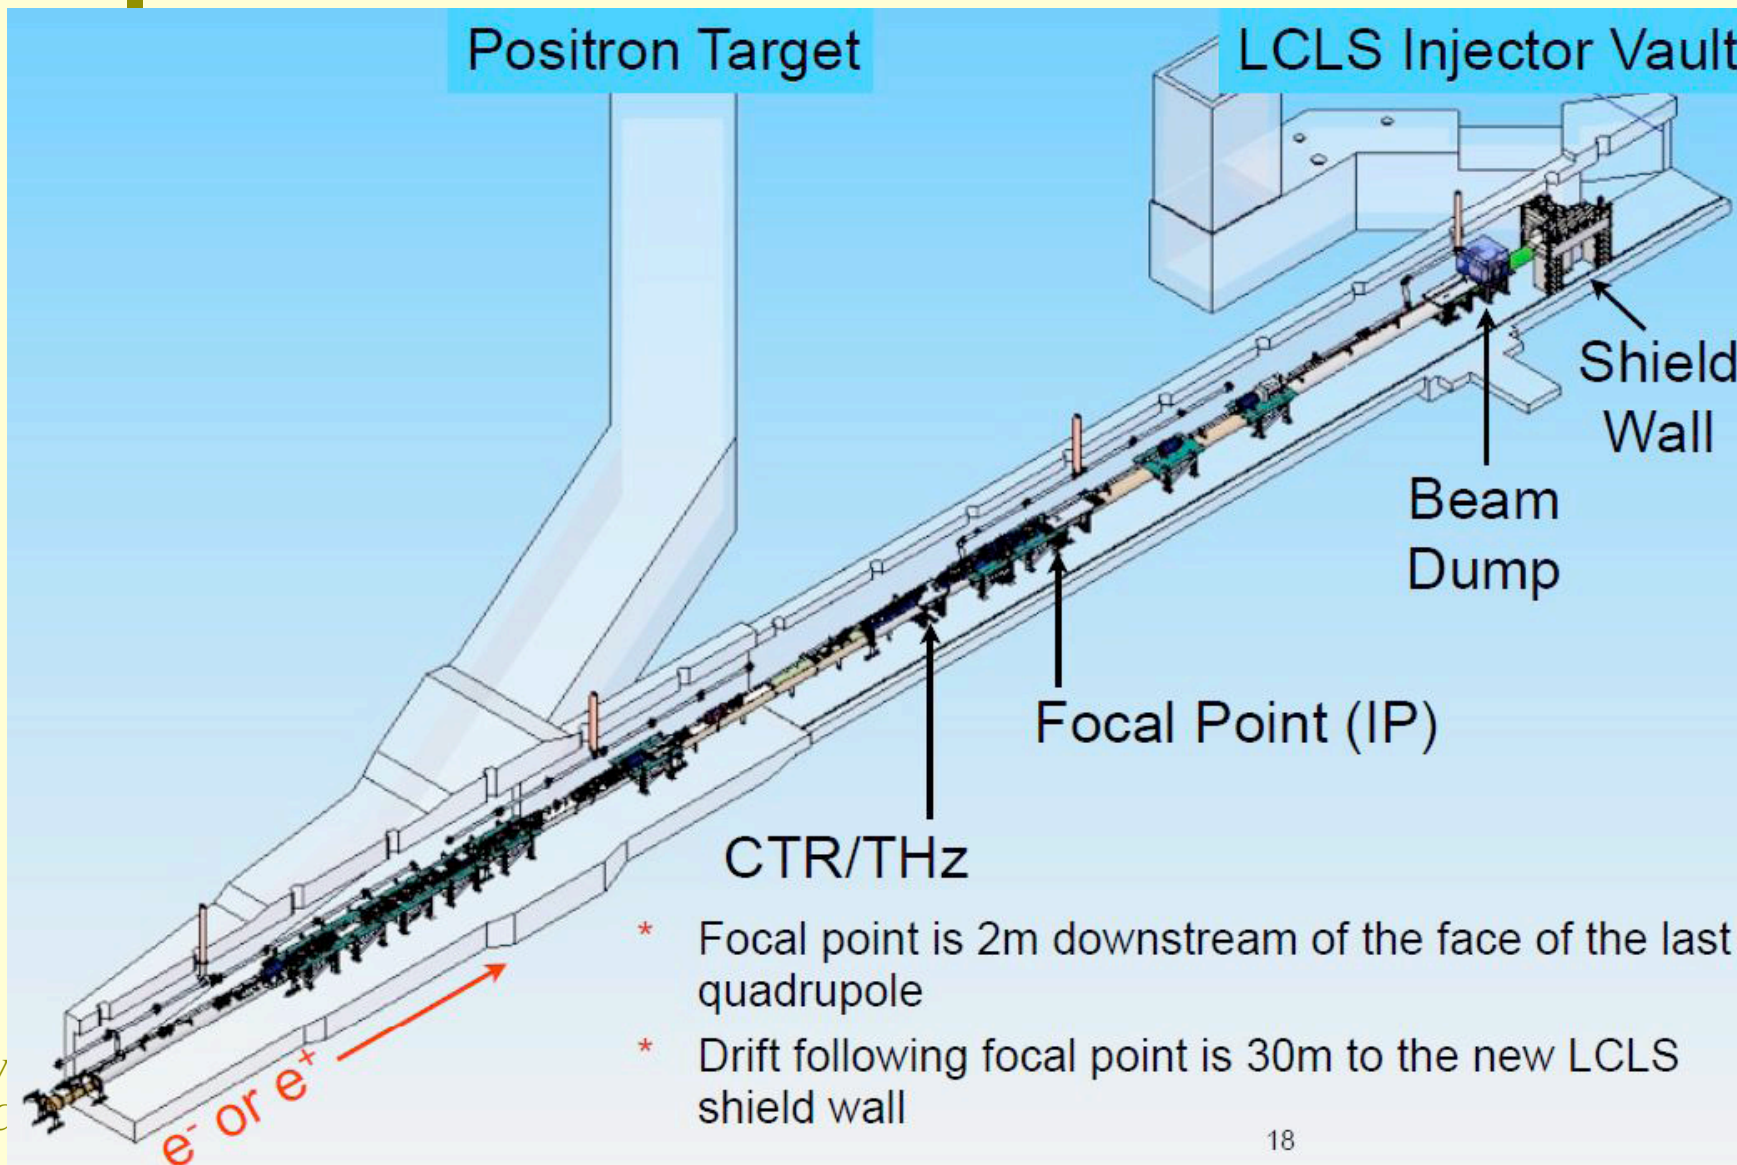 Positron Target
LCLS Injector Vault
Shield
Wall
Beam
Dump
Focal Point (IP)
CTR/THz
* Focal point is 2m downstream of the face of the last
quadrupole
* Drift following focal point is 30m to the new LCLS
shield wall
e⁻ or e⁺
18